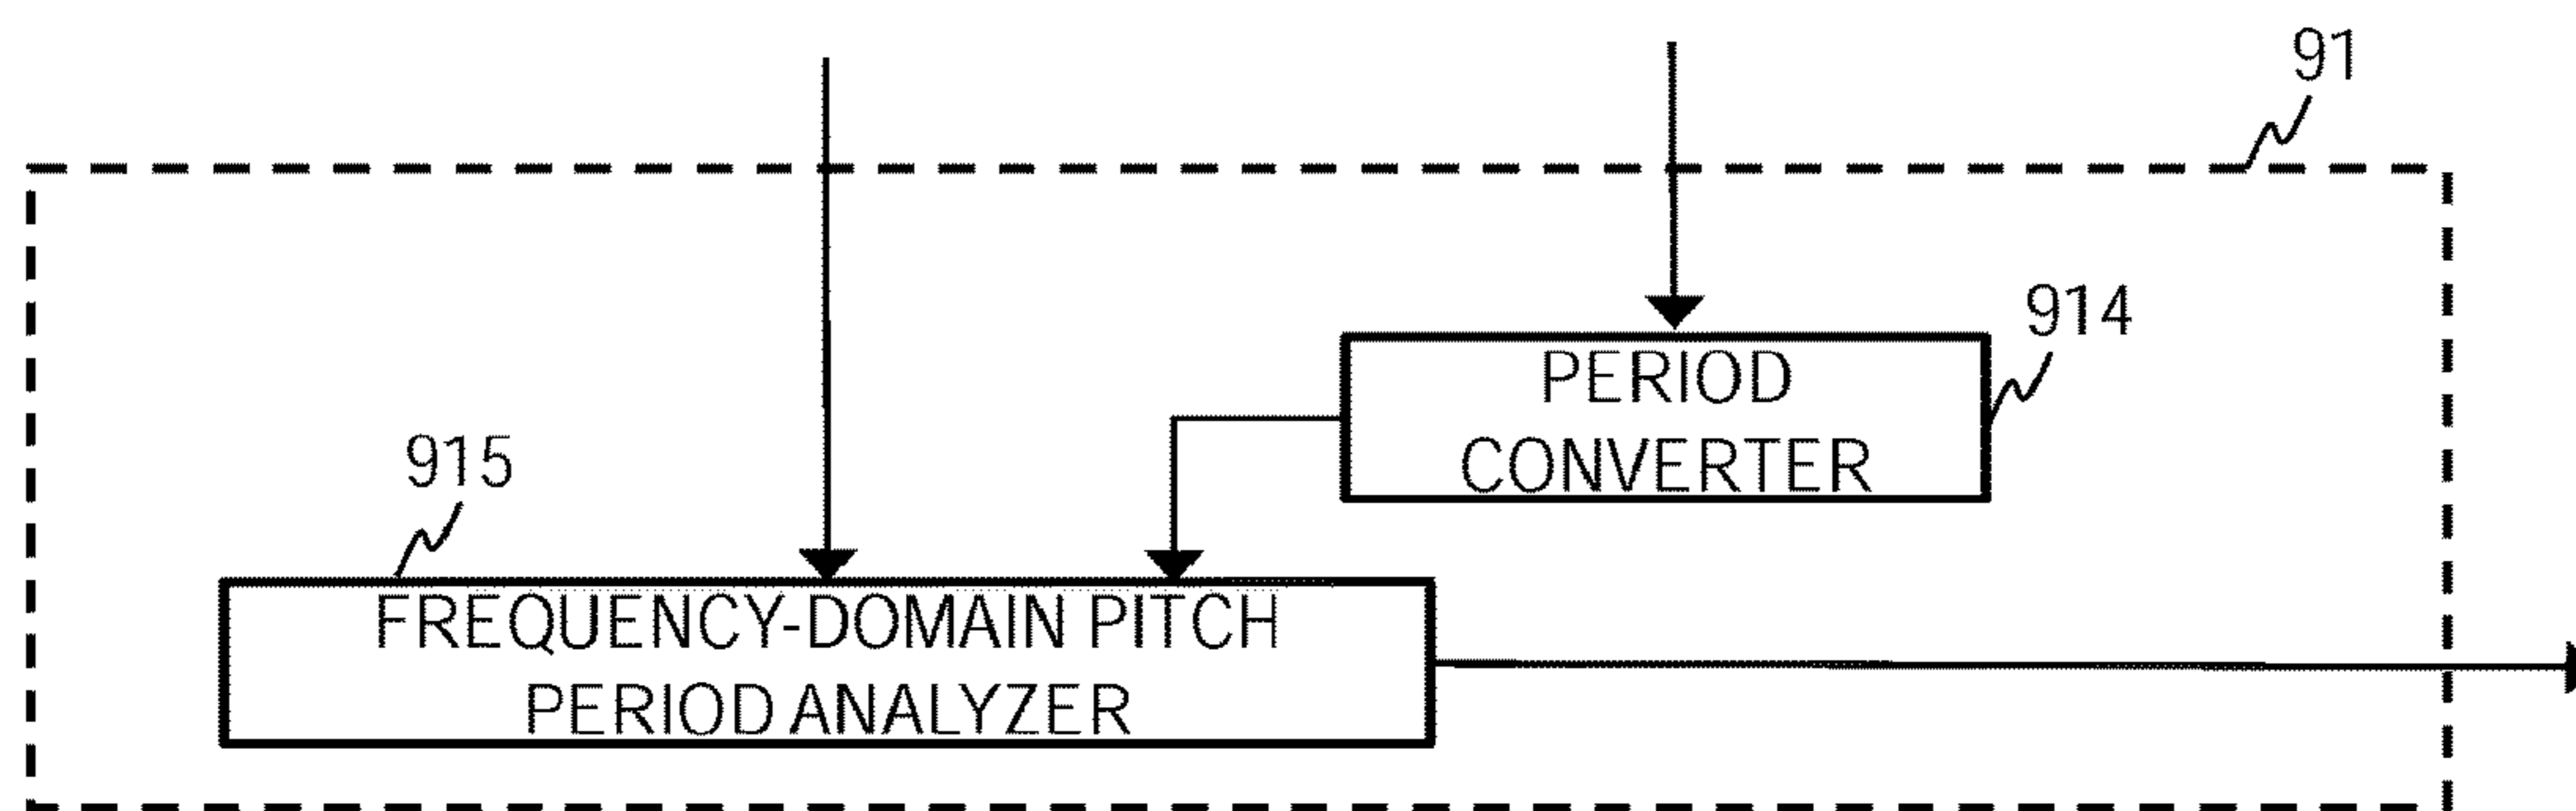 91
914
PERIOD
CONVERTER
915
FREQUENCY-DOMAIN PITCH
PERIOD ANALYZER